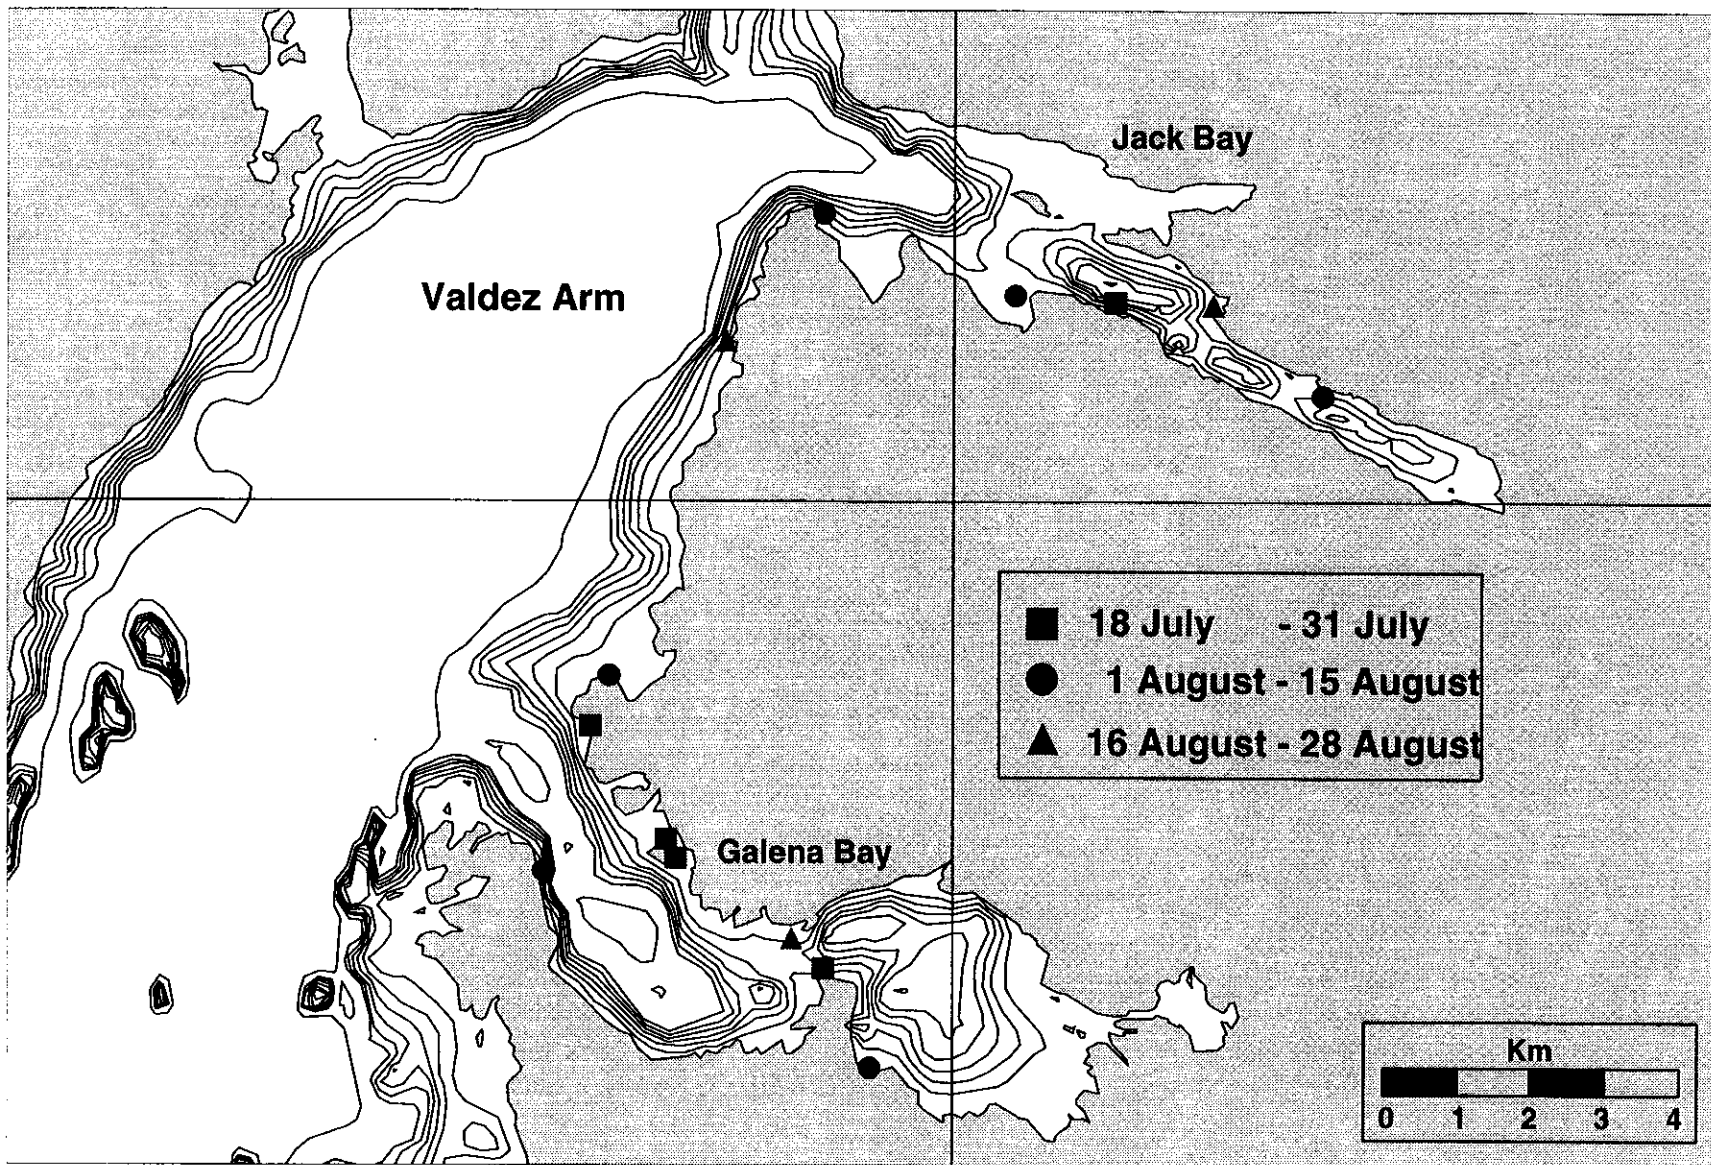 Jack Bay
Valdez Arm
18 July - 31 July
1 August - 15 August
16 August - 28 August
Galena Bay
Km
0 1 2 3 4